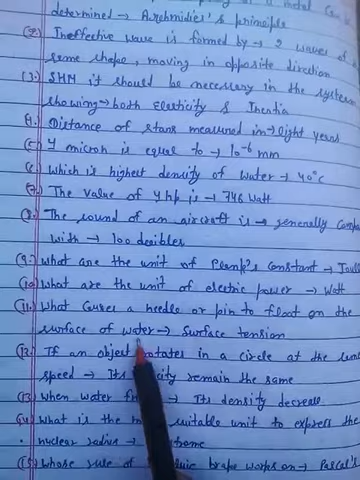 determined → Archmidies's principle
(2.) Ineffective wave is formed by → 2 waves of
same shape, moving in opposite direction
(3.) SHM it should be necessary in the system
showing → both Elasticity & Inertia
(4.) Distance of stars measured in → light years
(5.) 1 micron is equal to → 10⁻⁶ mm
(6.) which is highest density of water → 40°C
(7.) The value of 1 hp is → 746 Watt
(8.) The sound of an aircraft is → generally comp
with → 100 decibles
(9.) what are the unit of Plank's Constant → Joul
(10.) what are the unit of electric power → Watt
(11.) what causes a needle or pin to float on the
surface of water → Surface tension
(12.) If an object rotates in a circle at the
speed → Its remain the same
(13.) when water → Its density decrease
(14.) what is the suitable unit to express the
nuclear radius →
(15.) whose rule of brape works on → Pascal's